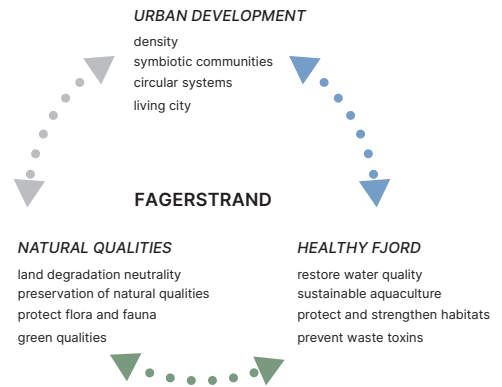 URBAN DEVELOPMENT
density
symbiotic communities
circular systems
living city
FAGERSTRAND
NATURAL QUALITIES
land degradation neutrality
preservation of natural qualities
protect flora and fauna
green qualities
HEALTHY FJORD
restore water quality
sustainable aquaculture
protect and strengthen habitats
prevent waste toxins